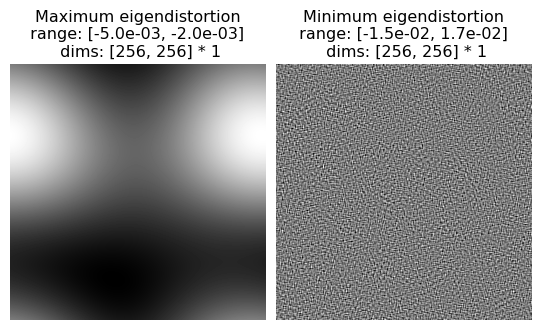 Maximum eigendistortion
range: [-5.0e-03, -2.0e-03]
dims: [256, 256] * 1
Minimum eigendistortion
range: [-1.5e-02, 1.7e-02]
dims: [256, 256] * 1